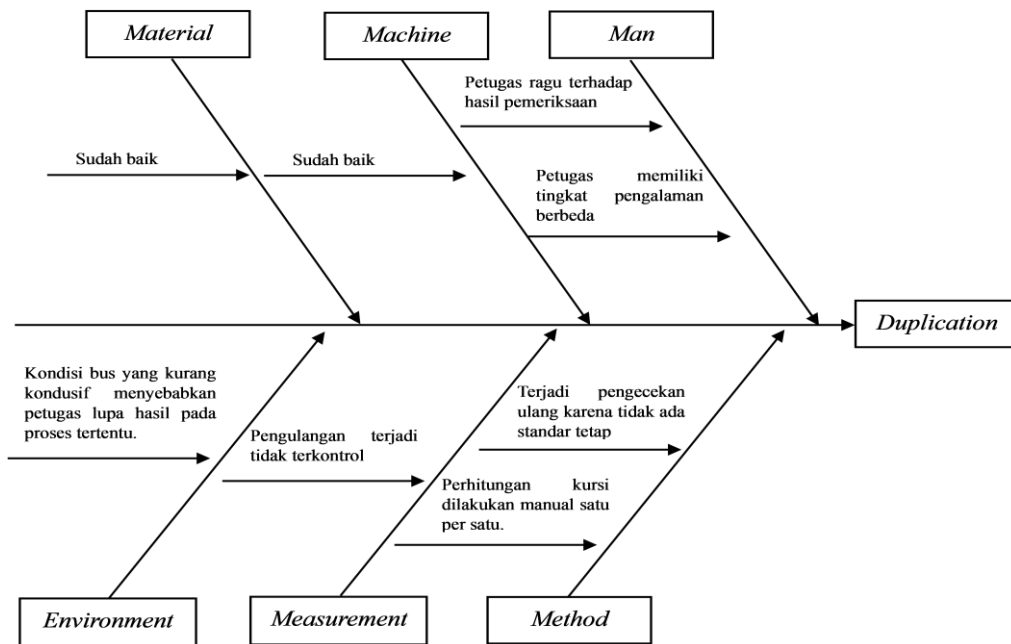 Material
Machine
Man
Petugas ragu terhadap
hasil pemeriksaan
Sudah baik
Sudah baik
Petugas memiliki
tingkat pengalaman
berbeda
Duplication
Kondisi bus yang kurang
kondusif menyebabkan
petugas lupa hasil pada
proses tertentu.
Pengulangan terjadi
tidak terkontrol
Terjadi pengecekan
ulang karena tidak ada
standar tetap
Perhitungan kursi
dilakukan manual satu
per satu.
Environment
Measurement
Method